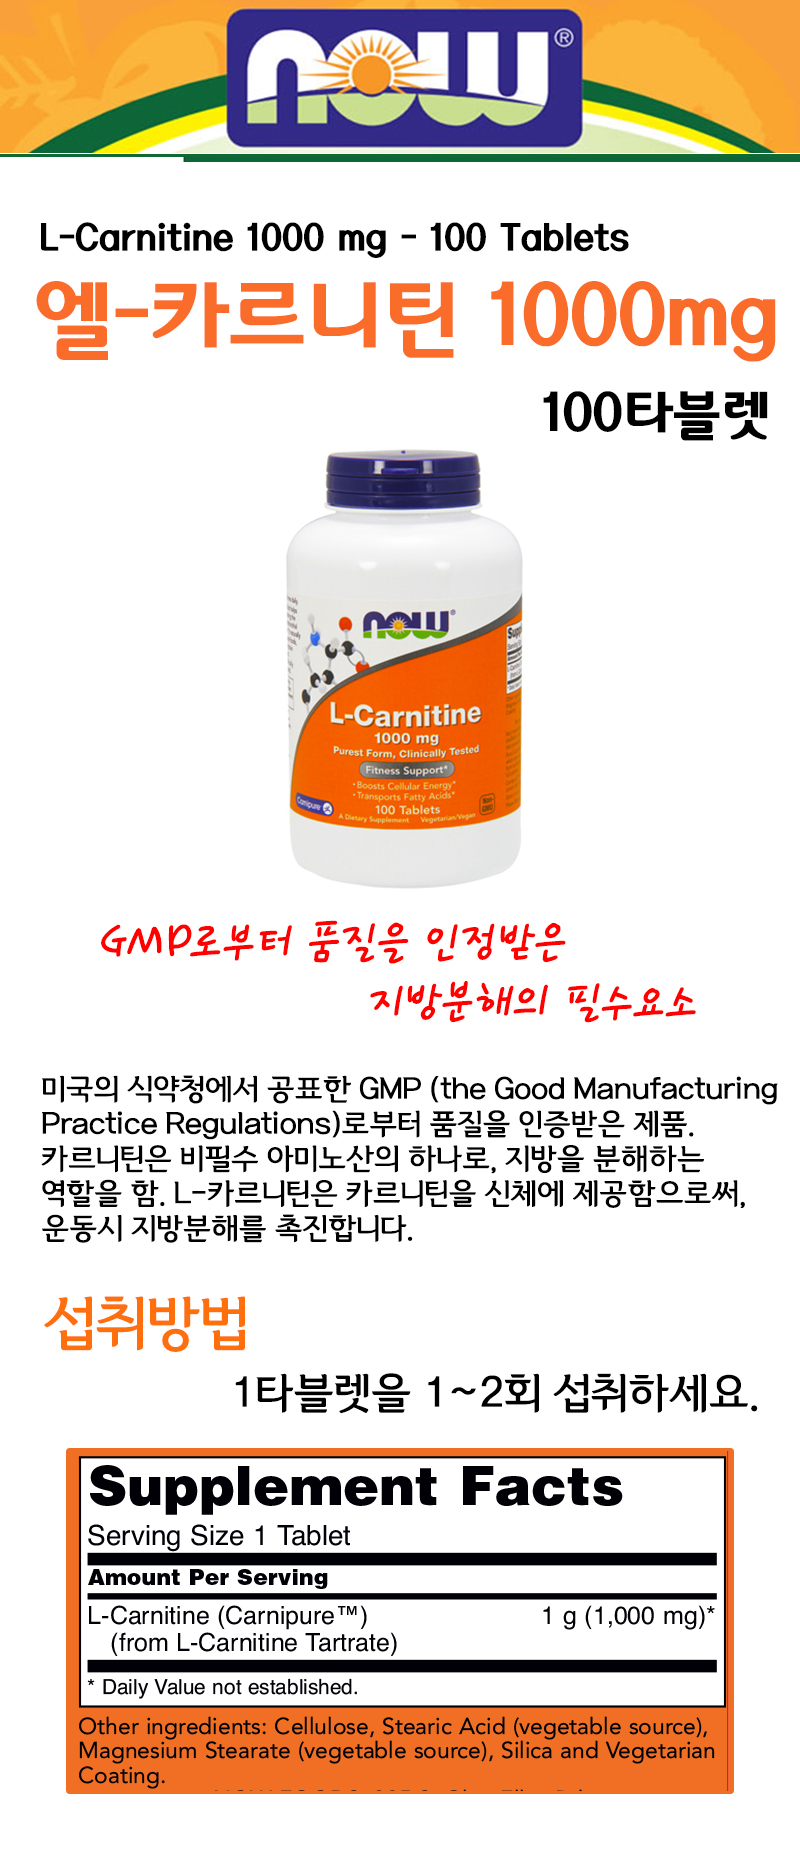 NOW®
L-Carnitine 1000 mg - 100 Tablets
엘-카르니틴 1000mg
100타블렛
NOW®
L-Carnitine
1000 mg
Purest Form, Clinically Tested
Fitness Support*
• Boosts Cellular Energy*
• Transports Fatty Acids*
100 Tablets
A Dietary Supplement Vegetarian/Vegan
Carnipure
Non-GMO
GMP로부터 품질을 인정받은
지방분해의 필수요소
미국의 식약청에서 공표한 GMP (the Good Manufacturing
Practice Regulations)로부터 품질을 인증받은 제품.
카르니틴은 비필수 아미노산의 하나로, 지방을 분해하는
역할을 함. L-카르니틴은 카르니틴을 신체에 제공함으로써,
운동시 지방분해를 촉진합니다.
섭취방법
1타블렛을 1~2회 섭취하세요.
Supplement Facts
Serving Size 1 Tablet
Amount Per Serving
L-Carnitine (Carnipure™) 1 g (1,000 mg)*
(from L-Carnitine Tartrate)
* Daily Value not established.
Other ingredients: Cellulose, Stearic Acid (vegetable source),
Magnesium Stearate (vegetable source), Silica and Vegetarian
Coating.